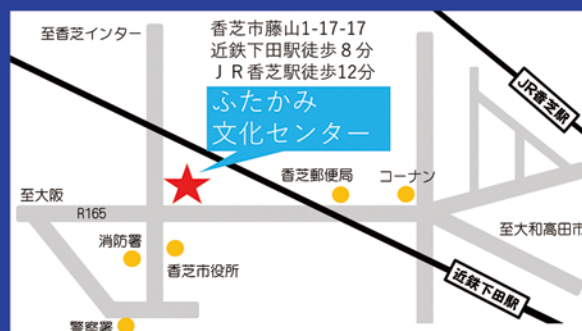 至香芝インター
香芝市藤山1-17-17
近鉄下田駅徒歩８分
ＪＲ香芝駅徒歩12分
ふたかみ
文化センター
JR香芝駅
香芝郵便局
コーナン
至大阪
R165
至大和高田市
消防署
香芝市役所
近鉄下田駅
警察署